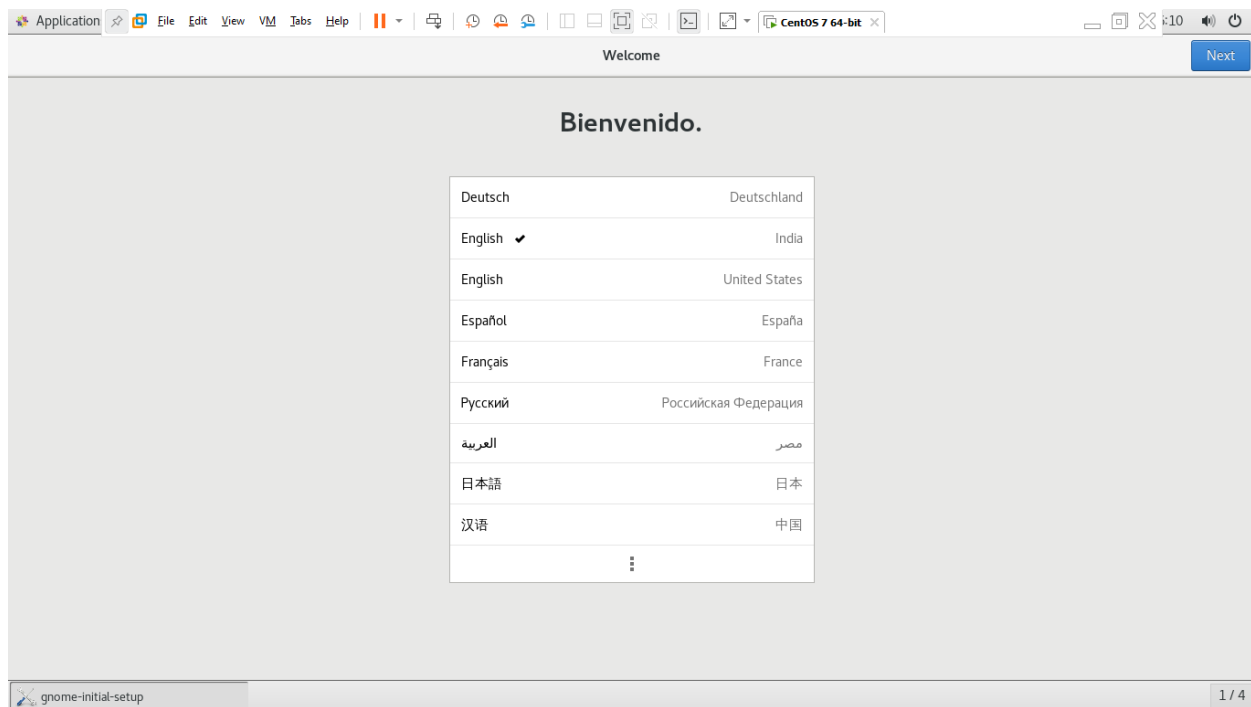 Application File Edit View VM Tabs Help CentOS 7 64-bit :10
Welcome Next
Bienvenido.
Deutsch Deutschland
English ✔ India
English United States
Español España
Français France
Русский Российская Федерация
العربية مصر
日本語 日本
汉语 中国
gnome-initial-setup 1 / 4